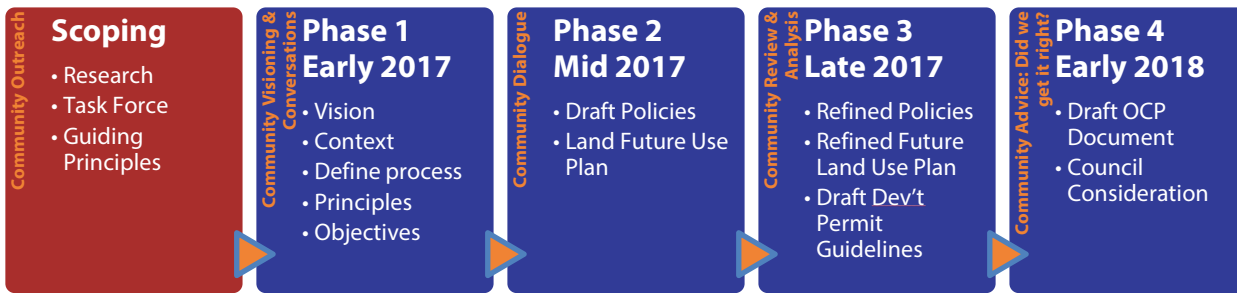 Community Outreach
Scoping
• Research
• Task Force
• Guiding
Principles
Community Visioning &
Conversations
Phase 1
Early 2017
• Vision
• Context
• Define process
• Principles
• Objectives
Community Dialogue
Phase 2
Mid 2017
• Draft Policies
• Land Future Use
Plan
Community Review &
Analysis
Phase 3
Late 2017
• Refined Policies
• Refined Future
Land Use Plan
• Draft Dev't
Permit
Guidelines
Community Advice: Did we
get it right?
Phase 4
Early 2018
• Draft OCP
Document
• Council
Consideration